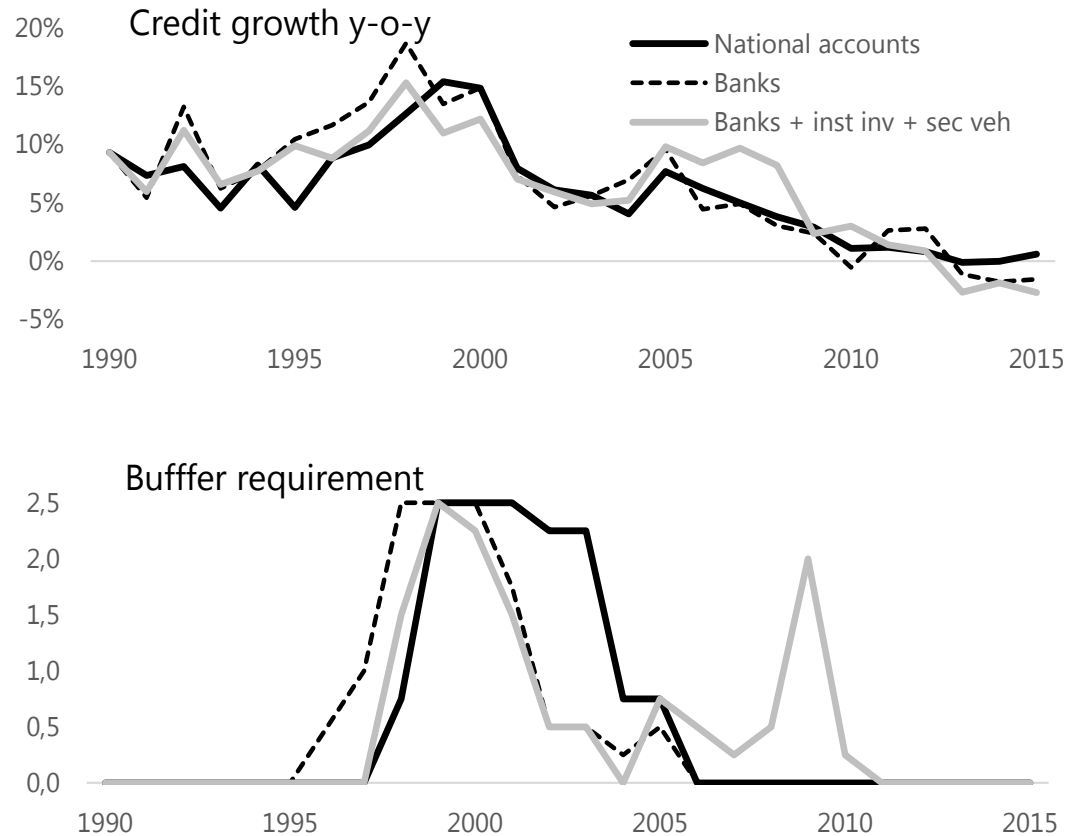 Credit growth y-o-y
20%
15%
10%
5%
0%
-5%
National accounts
Banks
Banks + inst inv + sec veh
1990 1995 2000 2005 2010 2015
Bufffer requirement
2,5
2,0
1,5
1,0
0,5
0,0
1990 1995 2000 2005 2010 2015